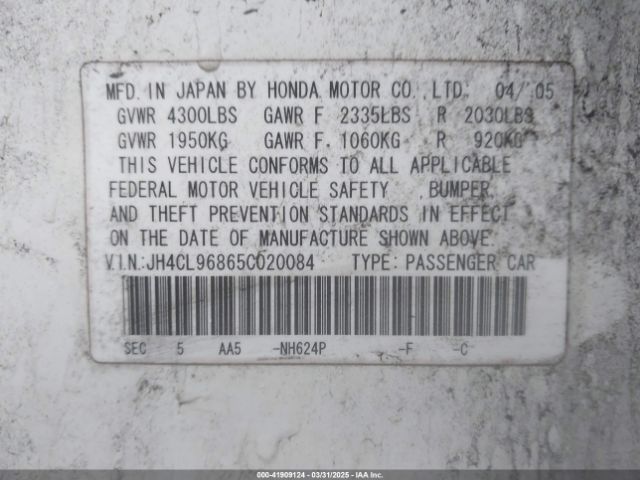 MFD. IN JAPAN BY HONDA MOTOR CO., LTD. 04/05
GVWR 4300LBS GAWR F 2335LBS R 2030LBS
GVWR 1950KG GAWR F 1060KG R 920KG
THIS VEHICLE CONFORMS TO ALL APPLICABLE
FEDERAL MOTOR VEHICLE SAFETY , BUMPER,
AND THEFT PREVENTION STANDARDS IN EFFECT
ON THE DATE OF MANUFACTURE SHOWN ABOVE.
V.I.N.:JH4CL96865C020084 TYPE: PASSENGER CAR
SEC 5 AA5 -NH624P -F -C-
000-41909124 - 03/31/2025 - IAA Inc.